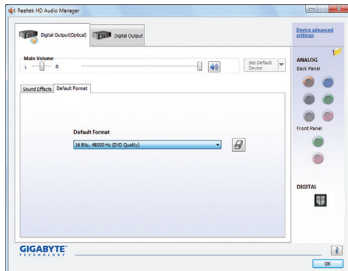 Realtek HD Audio Manager
Digital Output(Optical)
Digital Output
Device advanced settings
Main Volume
L
R
Set Default Device
ANALOG
Back Panel
Sound Effects
Default Format
Default Format
16 Bits, 48000 Hz (DVD Quality)
Front Panel
DIGITAL
GIGABYTE
TECHNOLOGY
i
OK